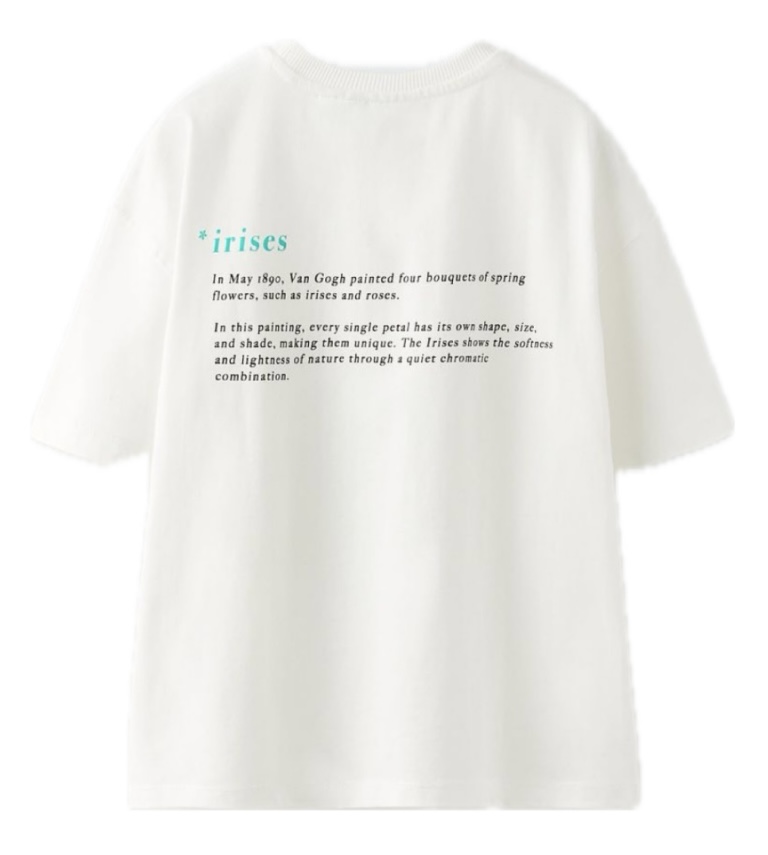 *irises
In May 1890, Van Gogh painted four bouquets of spring
flowers, such as irises and roses.
In this painting, every single petal has its own shape, size,
and shade, making them unique. The Irises shows the softness
and lightness of nature through a quiet chromatic
combination.